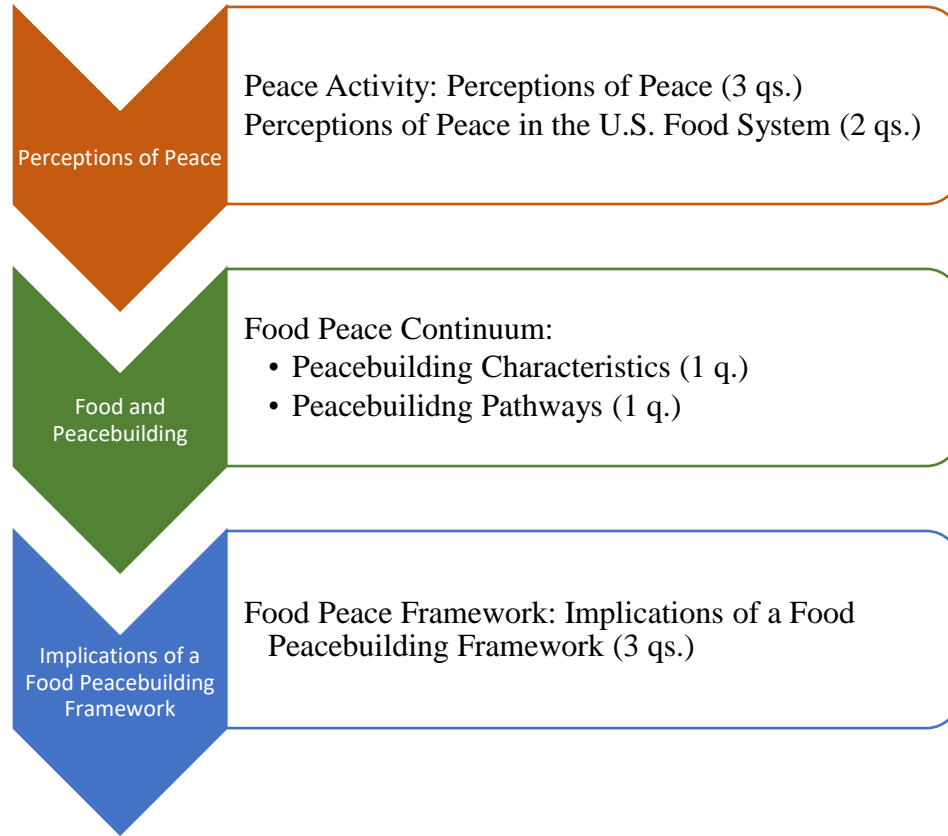 Perceptions of Peace
Peace Activity: Perceptions of Peace (3 qs.)
Perceptions of Peace in the U.S. Food System (2 qs.)
Food and
Peacebuilding
Food Peace Continuum:
• Peacebuilding Characteristics (1 q.)
• Peacebuilidng Pathways (1 q.)
Implications of a
Food Peacebuilding
Framework
Food Peace Framework: Implications of a Food
Peacebuilding Framework (3 qs.)